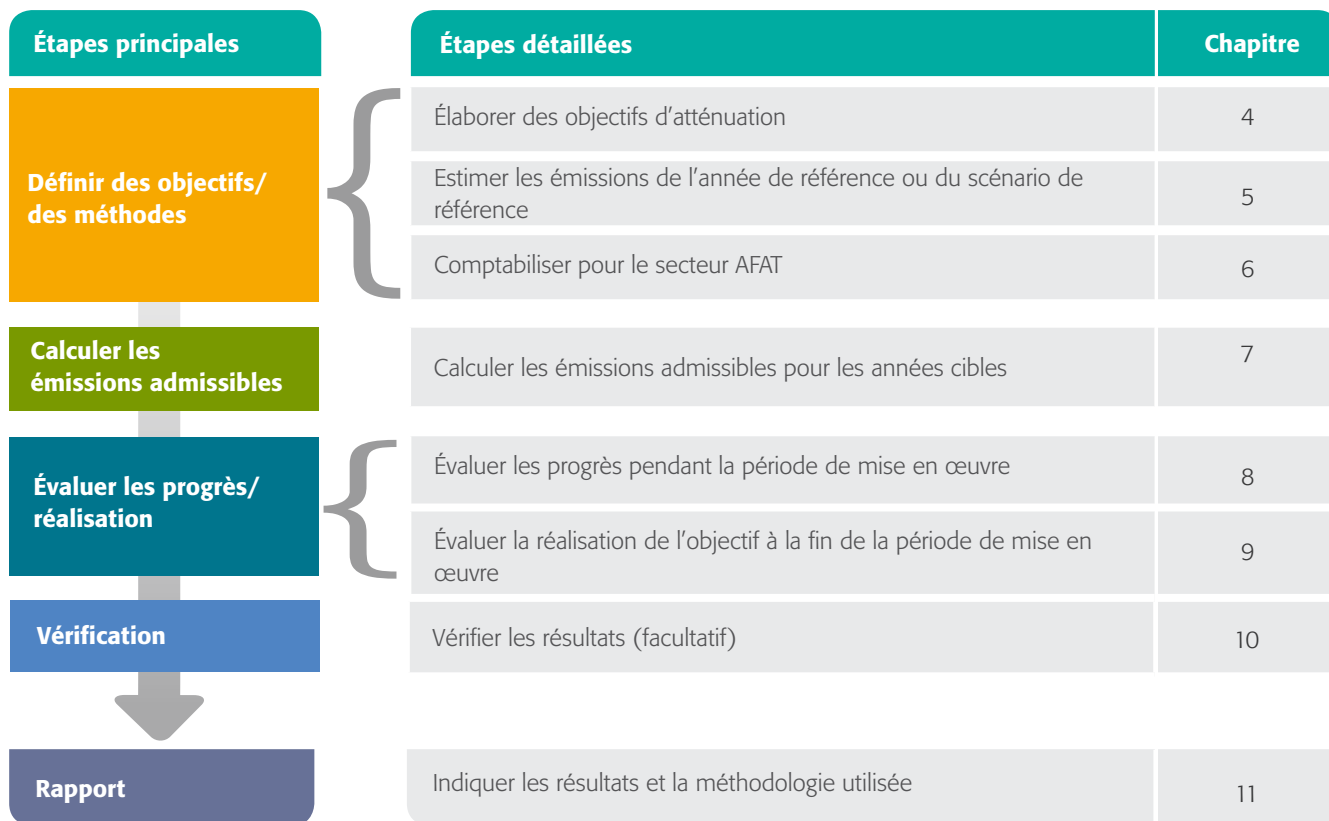 Étapes principales
Étapes détaillées
Chapitre
Définir des objectifs/
des méthodes
Élaborer des objectifs d'atténuation
4
Estimer les émissions de l'année de référence ou du scénario de
référence
5
Comptabiliser pour le secteur AFAT
6
Calculer les
émissions admissibles
Calculer les émissions admissibles pour les années cibles
7
Évaluer les progrès/
réalisation
Évaluer les progrès pendant la période de mise en œuvre
8
Évaluer la réalisation de l'objectif à la fin de la période de mise en
œuvre
9
Vérification
Vérifier les résultats (facultatif)
10
Rapport
Indiquer les résultats et la méthodologie utilisée
11